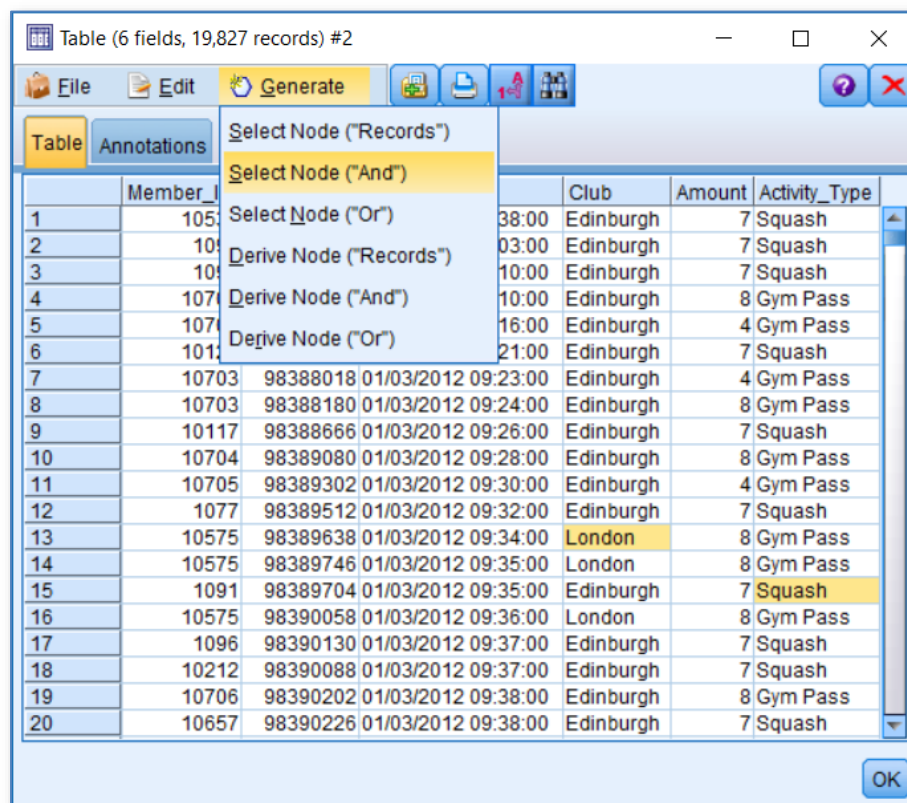 Table (6 fields, 19,827 records) #2
File Edit Generate
Table Annotations
Select Node ("Records")
Select Node ("And")
Select Node ("Or")
Derive Node ("Records")
Derive Node ("And")
Derive Node ("Or")
Club Amount Activity_Type
1 38:00 Edinburgh 7 Squash
2 03:00 Edinburgh 7 Squash
3 10:00 Edinburgh 7 Squash
4 10:00 Edinburgh 8 Gym Pass
5 16:00 Edinburgh 4 Gym Pass
6 21:00 Edinburgh 7 Squash
7 10703 98388018 01/03/2012 09:23:00 Edinburgh 4 Gym Pass
8 10703 98388180 01/03/2012 09:24:00 Edinburgh 8 Gym Pass
9 10117 98388666 01/03/2012 09:26:00 Edinburgh 7 Squash
10 10704 98389080 01/03/2012 09:28:00 Edinburgh 8 Gym Pass
11 10705 98389302 01/03/2012 09:30:00 Edinburgh 4 Gym Pass
12 1077 98389512 01/03/2012 09:32:00 Edinburgh 7 Squash
13 10575 98389638 01/03/2012 09:34:00 London 8 Gym Pass
14 10575 98389746 01/03/2012 09:35:00 London 8 Gym Pass
15 1091 98389704 01/03/2012 09:35:00 Edinburgh 7 Squash
16 10575 98390058 01/03/2012 09:36:00 London 8 Gym Pass
17 1096 98390130 01/03/2012 09:37:00 Edinburgh 7 Squash
18 10212 98390088 01/03/2012 09:37:00 Edinburgh 7 Squash
19 10706 98390202 01/03/2012 09:38:00 Edinburgh 8 Gym Pass
20 10657 98390226 01/03/2012 09:38:00 Edinburgh 7 Squash
OK